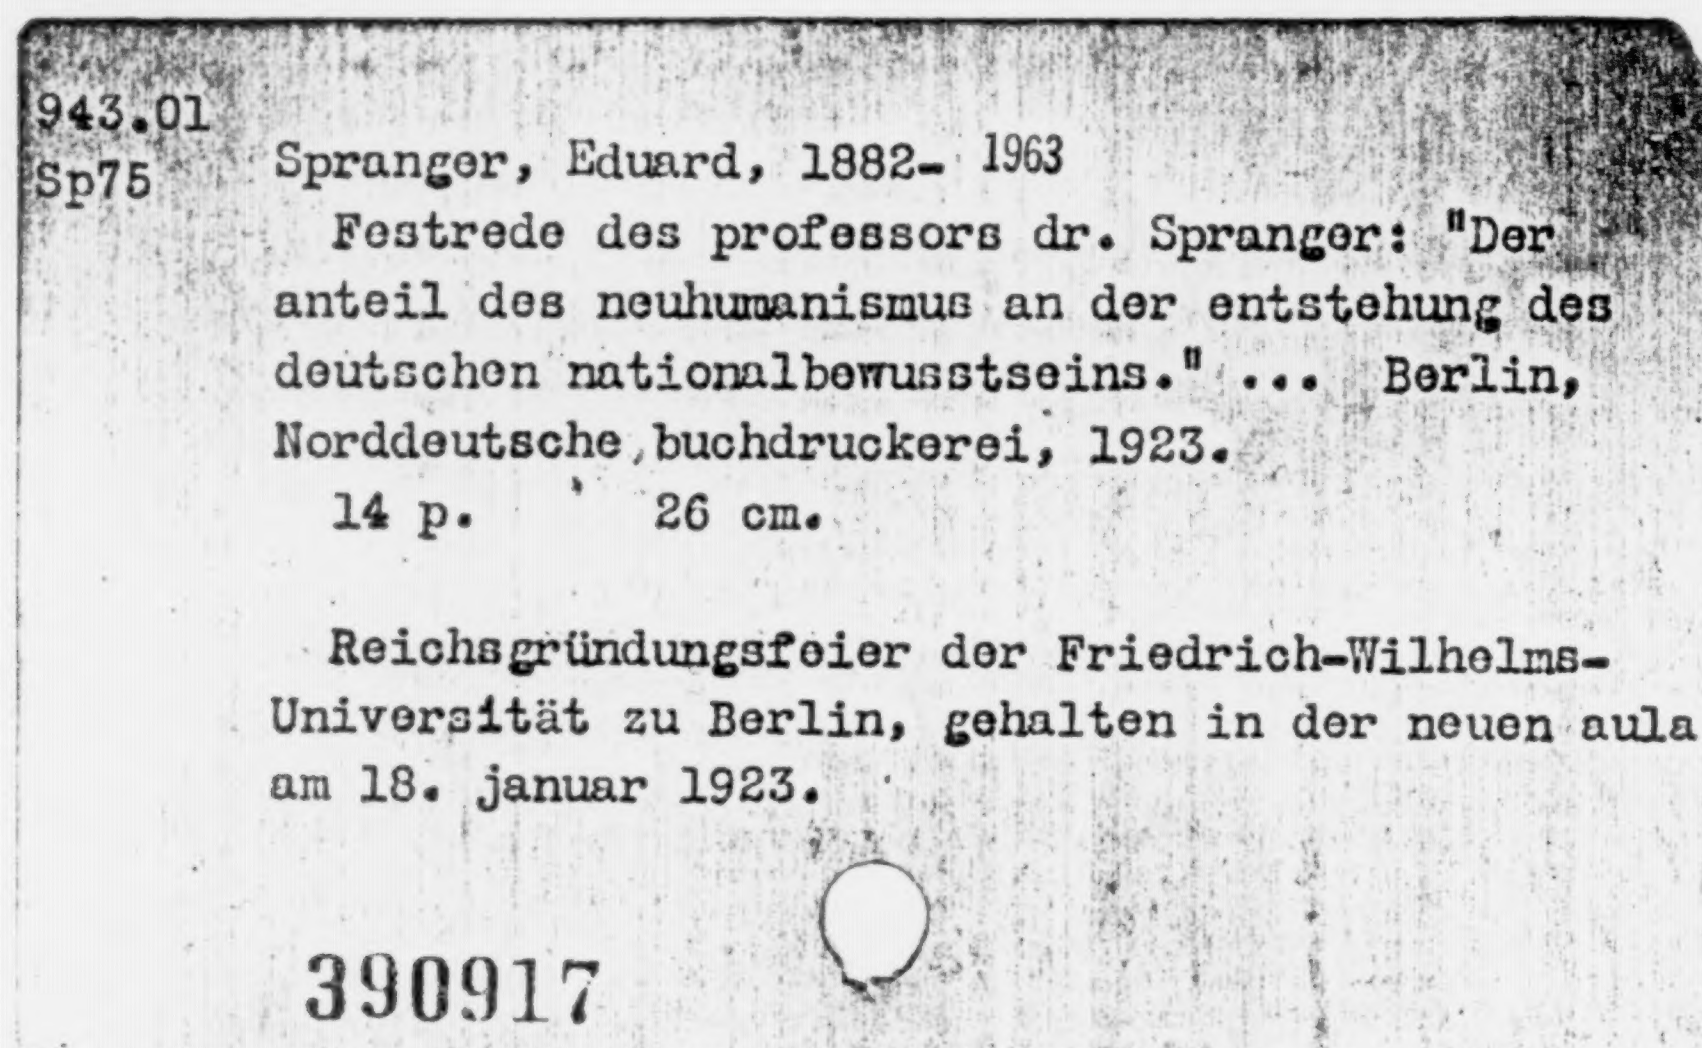 943.01
Sp75
Spranger, Eduard, 1882- 1963
Festrede des professors dr. Spranger: "Der
anteil des neuhumanismus an der entstehung des
deutschen nationalbewusstseins." ... Berlin,
Norddeutsche buchdruckerei, 1923.
14 p. 26 cm.
Reichsgründungsfeier der Friedrich-Wilhelms-
Universität zu Berlin, gehalten in der neuen aula
am 18. januar 1923.
390917